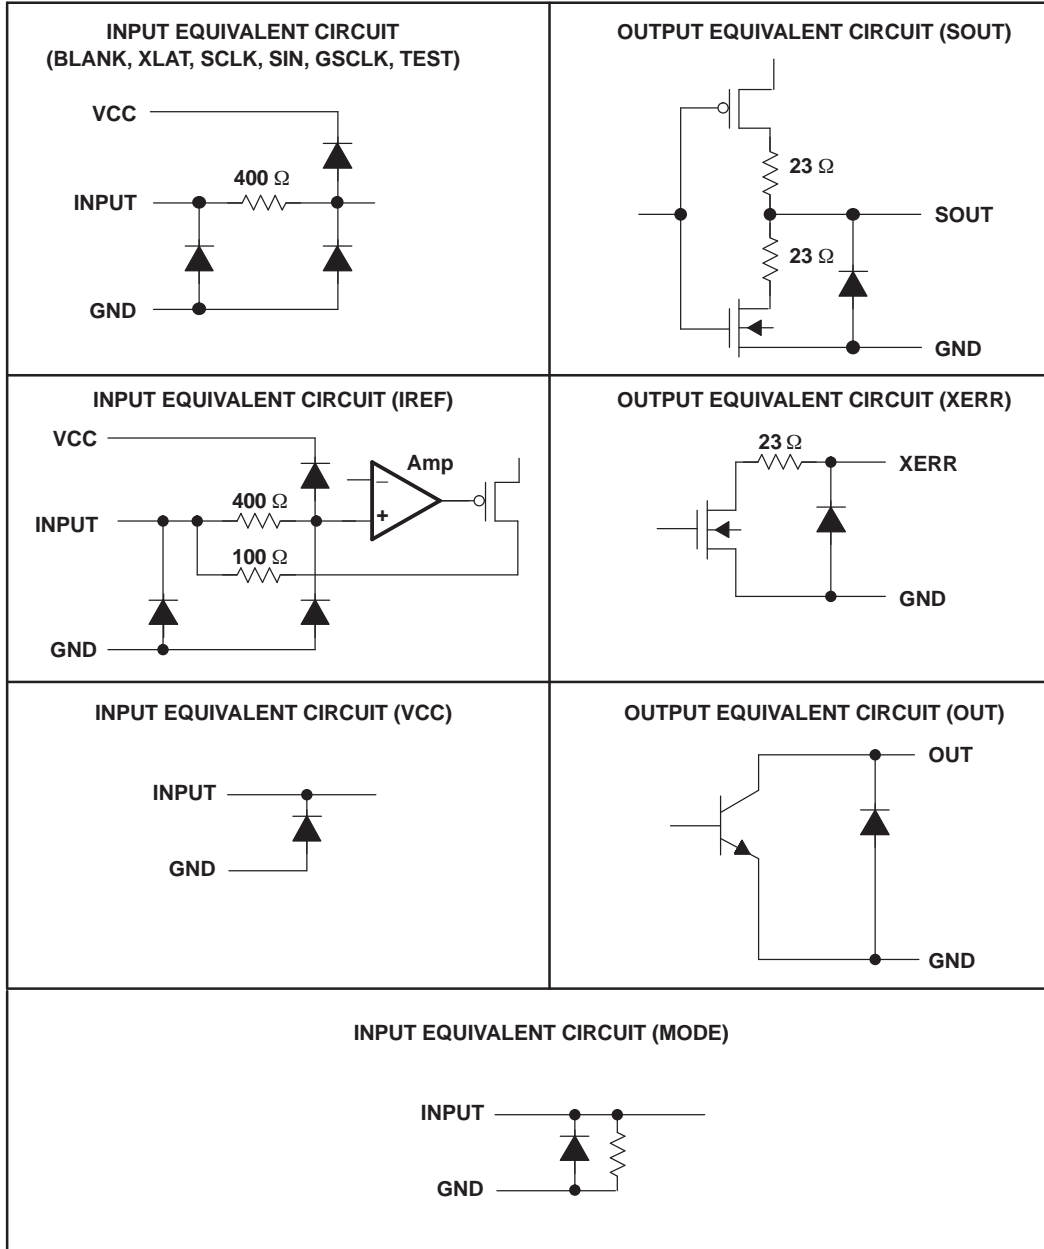 INPUT EQUIVALENT CIRCUIT
(BLANK, XLAT, SCLK, SIN, GSCLK, TEST)
VCC
400 Ω
INPUT
GND
OUTPUT EQUIVALENT CIRCUIT (SOUT)
23 Ω
SOUT
23 Ω
GND
INPUT EQUIVALENT CIRCUIT (IREF)
VCC
Amp
−
400 Ω
INPUT
+
100 Ω
GND
OUTPUT EQUIVALENT CIRCUIT (XERR)
23 Ω
XERR
GND
INPUT EQUIVALENT CIRCUIT (VCC)
INPUT
GND
OUTPUT EQUIVALENT CIRCUIT (OUT)
OUT
GND
INPUT EQUIVALENT CIRCUIT (MODE)
INPUT
GND